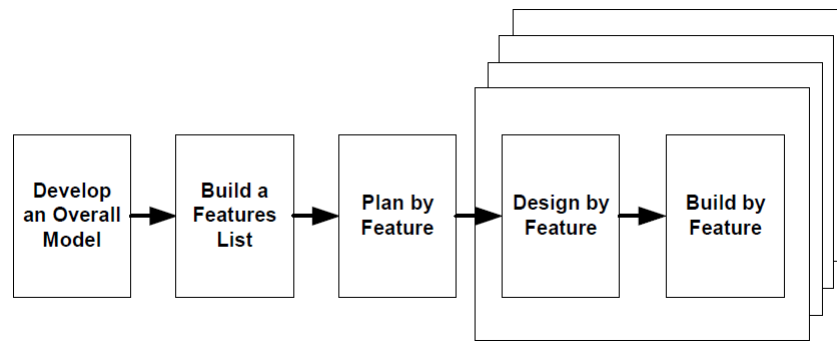 Develop
an Overall
Model
Build a
Features
List
Plan by
Feature
Design by
Feature
Build by
Feature